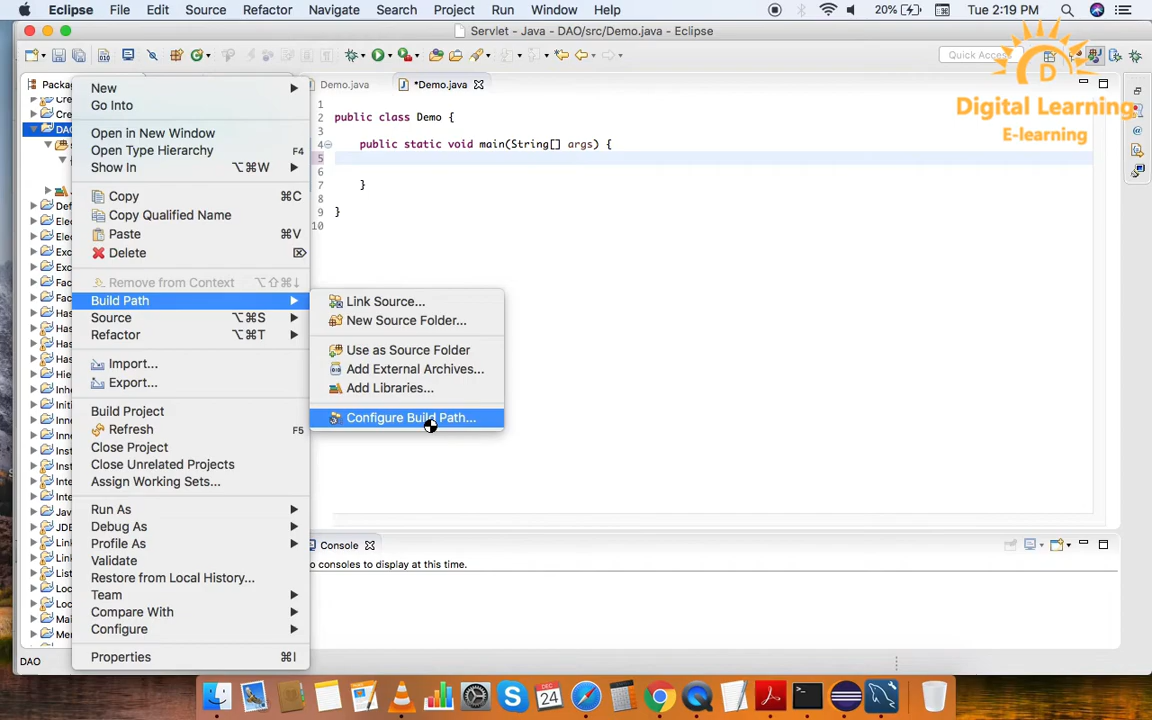 Eclipse File Edit Source Refactor Navigate Search Project Run Window Help
20% Tue 2:19 PM
Servlet - Java - DAO/src/Demo.java - Eclipse
Quick Access
D
Digital Learning
E-learning
Demo.java
*Demo.java
1
2 public class Demo {
3
4 public static void main(String[] args) {
5
6
7 }
8
9 }
10
New
Go Into
Open in New Window
Open Type Hierarchy F4
Show In ⌥⌘W
Copy ⌘C
Copy Qualified Name
Paste ⌘V
Delete ⌦
Remove from Context ⌥⇧⌘↓
Build Path
Source ⌥⌘S
Refactor ⌥⌘T
Import...
Export...
Build Project
Refresh F5
Close Project
Close Unrelated Projects
Assign Working Sets...
Run As
Debug As
Profile As
Validate
Restore from Local History...
Team
Compare With
Configure
Properties ⌘I
Link Source...
New Source Folder...
Use as Source Folder
Add External Archives...
Add Libraries...
Configure Build Path...
Console
o consoles to display at this time.
DAO
DEC
24